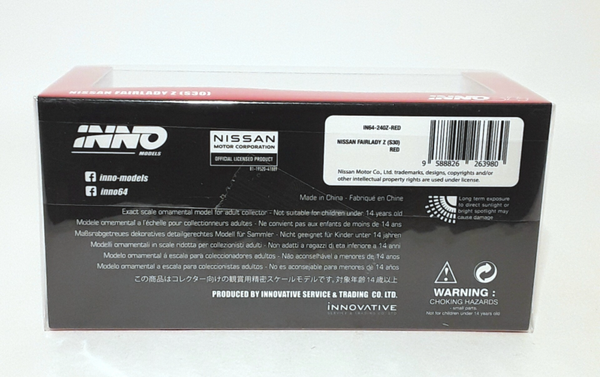 NISSAN FAIRLADY Z (S30)
INNO
MODELS
NISSAN
MOTOR CORPORATION
OFFICIAL LICENSED PRODUCT
IN64-240Z-RED
NISSAN FAIRLADY Z (S30)
RED
9 588826 263980
Nissan Motor Co., Ltd. trademarks, designs, copyrights and/or
other intellectual property rights are used under license.
inno-models
inno64
Made in China - Fabriqué en Chine
Long term exposure
to direct sunlight or
bright spotlight may
cause damage
Exact scale ornamental model for adult collector - Not suitable for children under 14 years old
Modele ornemental a l'échelle pour collectionneurs adultes - Ne convient pas aux enfants de moins de 14 ans
Maßsrobgetreues dekoratives detailgerechtes Modell für Sammler - Nicht geeignet für Kinder unter 14 jahren
Modelli ornamentali in scale ridotta per collezionisti adulti - Non adatti a ragazzi di eta inferiore a 14 anni
Modelo ornamental à escala para coleccionadores adultos - Não aconselhável a menores de 14 anos
Modelo ornamental a escala para coleccionistas adultos - No es aconsejable para menores de 14 años
この商品はコレクター向けの観賞用精密スケールモデルです。対象年齢14歳以上
PRODUCED BY INNOVATIVE SERVICE & TRADING CO. LTD.
INNOVATIVE
WARNING :
CHOKING HAZARDS
- small parts.
Not for children under 14 years old